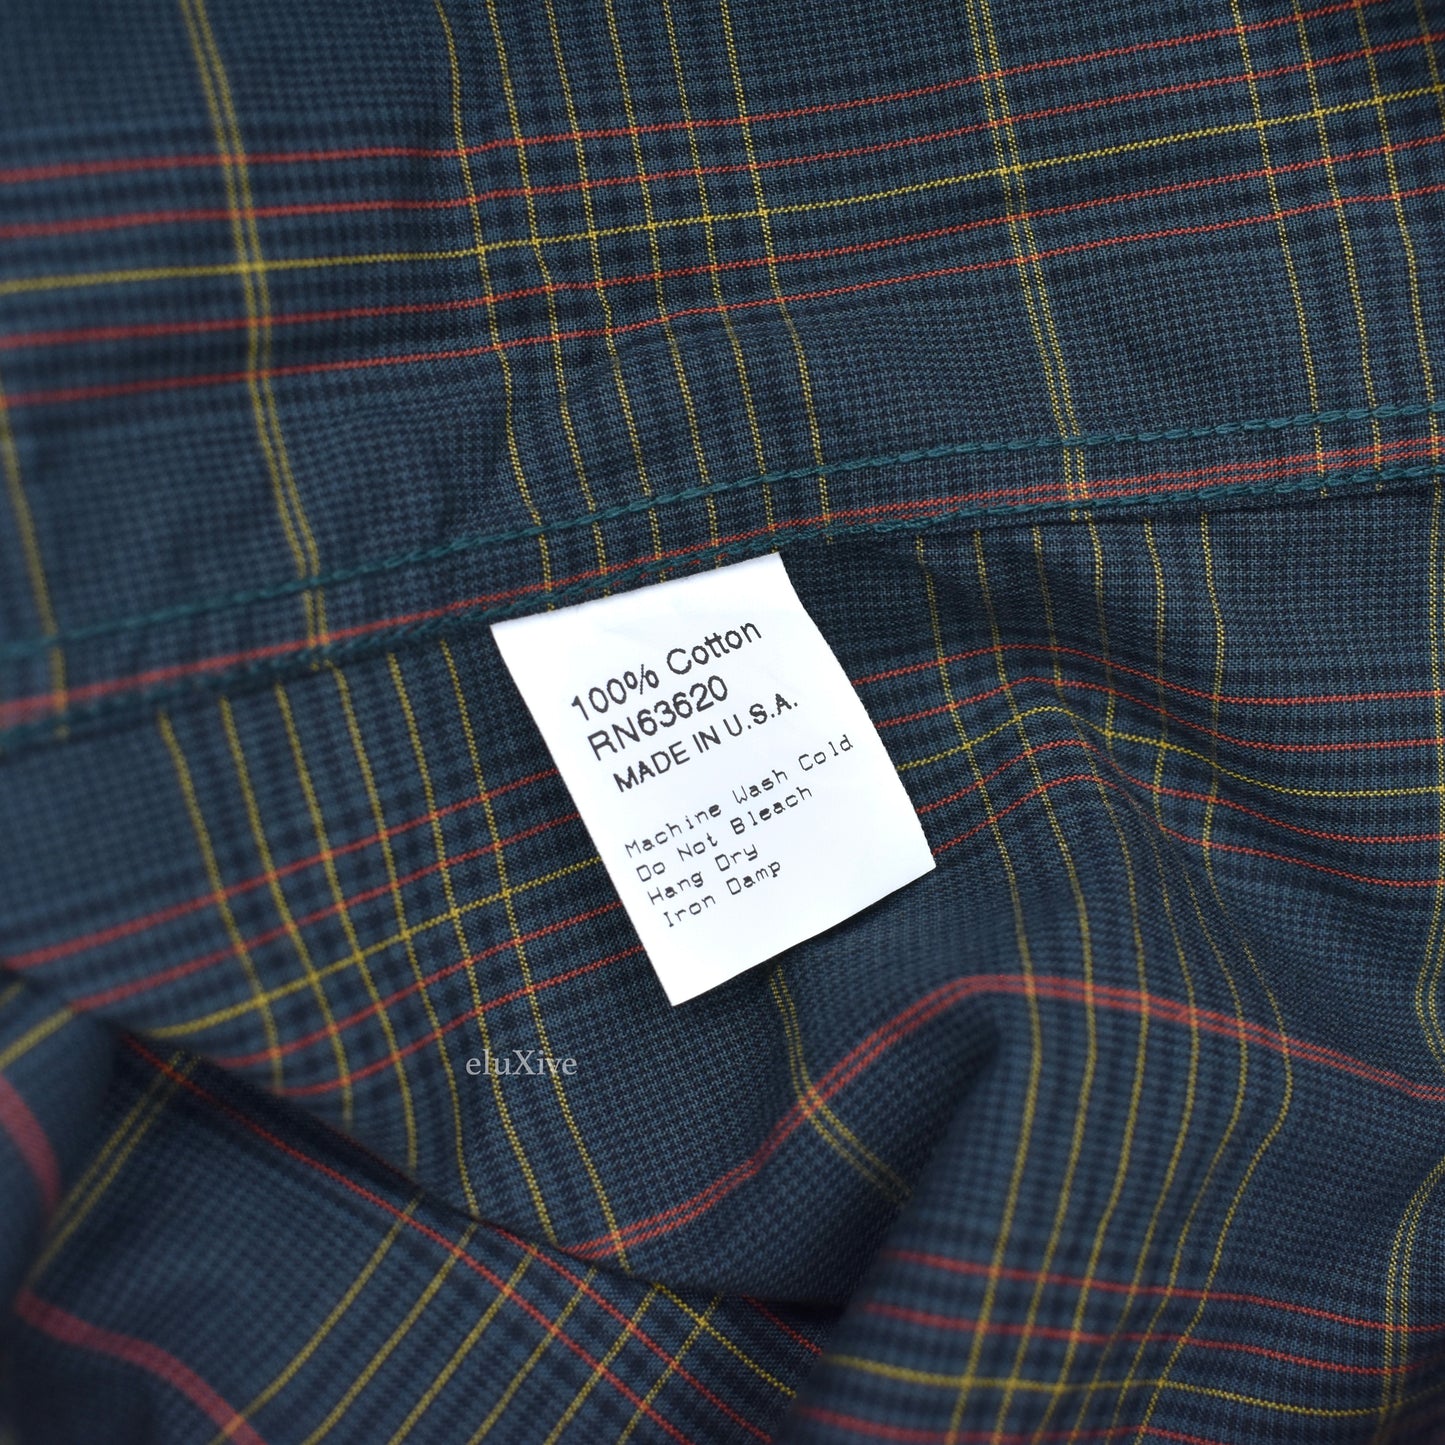 100% Cotton
RN63620
MADE IN U.S.A.
Machine Wash Cold
Do Not Bleach
Hang Dry
Iron Damp
eluXive